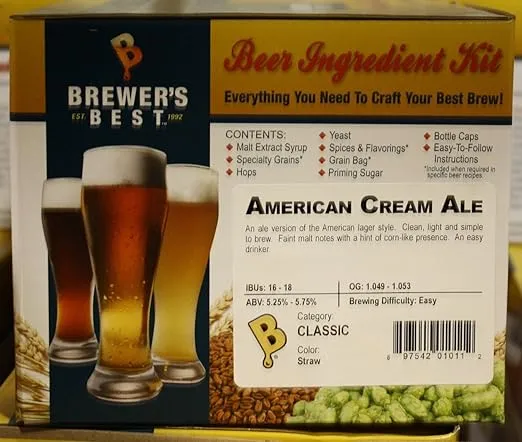 BREWER'S
EST. BEST 1992
Beer Ingredient Kit
Everything You Need To Craft Your Best Brew!
CONTENTS:
Malt Extract Syrup
Specialty Grains*
Hops
Yeast
Spices & Flavorings*
Grain Bag*
Priming Sugar
Bottle Caps
Easy-To-Follow
Instructions
*Included when required in
specific beer recipes.
AMERICAN CREAM ALE
An ale version of the American lager style. Clean, light and simple
to brew. Faint malt notes with a hint of corn-like presence. An easy
drinker.
IBUs: 16 - 18
OG: 1.049 - 1.053
ABV: 5.25% - 5.75%
Brewing Difficulty: Easy
Category:
CLASSIC
Color:
Straw
8 97542 01011 2